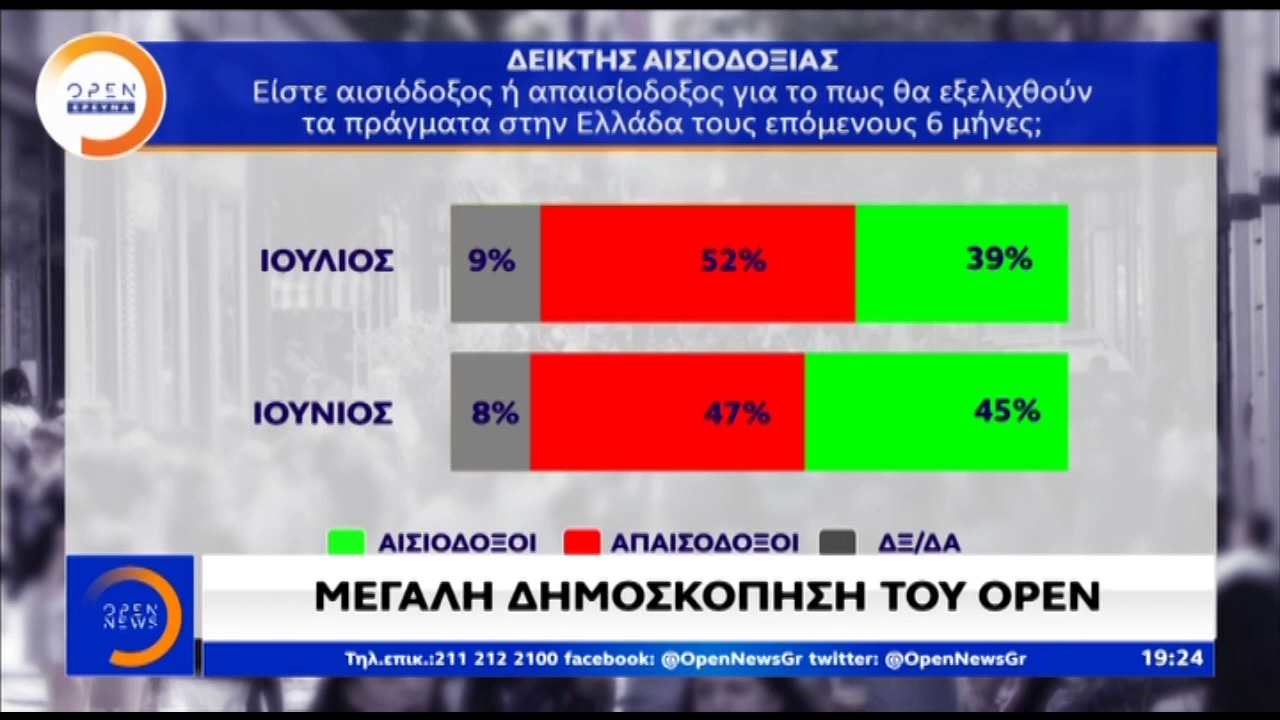 ΔΕΙΚΤΗΣ ΑΙΣΙΟΔΟΞΙΑΣ
OPEN
ΕΡΕΥΝΑ
Είστε αισιόδοξος ή απαισίοδοξος για το πως θα εξελιχθούν
τα πράγματα στην Ελλάδα τους επόμενους 6 μήνες;
ΙΟΥΛΙΟΣ 9% 52% 39%
ΙΟΥΝΙΟΣ 8% 47% 45%
ΑΙΣΙΟΔΟΞΟΙ ΑΠΑΙΣΟΔΟΞΟΙ ΔΞ/ΔΑ
ΜΕΓΑΛΗ ΔΗΜΟΣΚΟΠΗΣΗ ΤΟΥ OPEN
OPEN
NEWS
Τηλ.επικ.:211 212 2100 facebook: @OpenNewsGr twitter: @OpenNewsGr 19:24